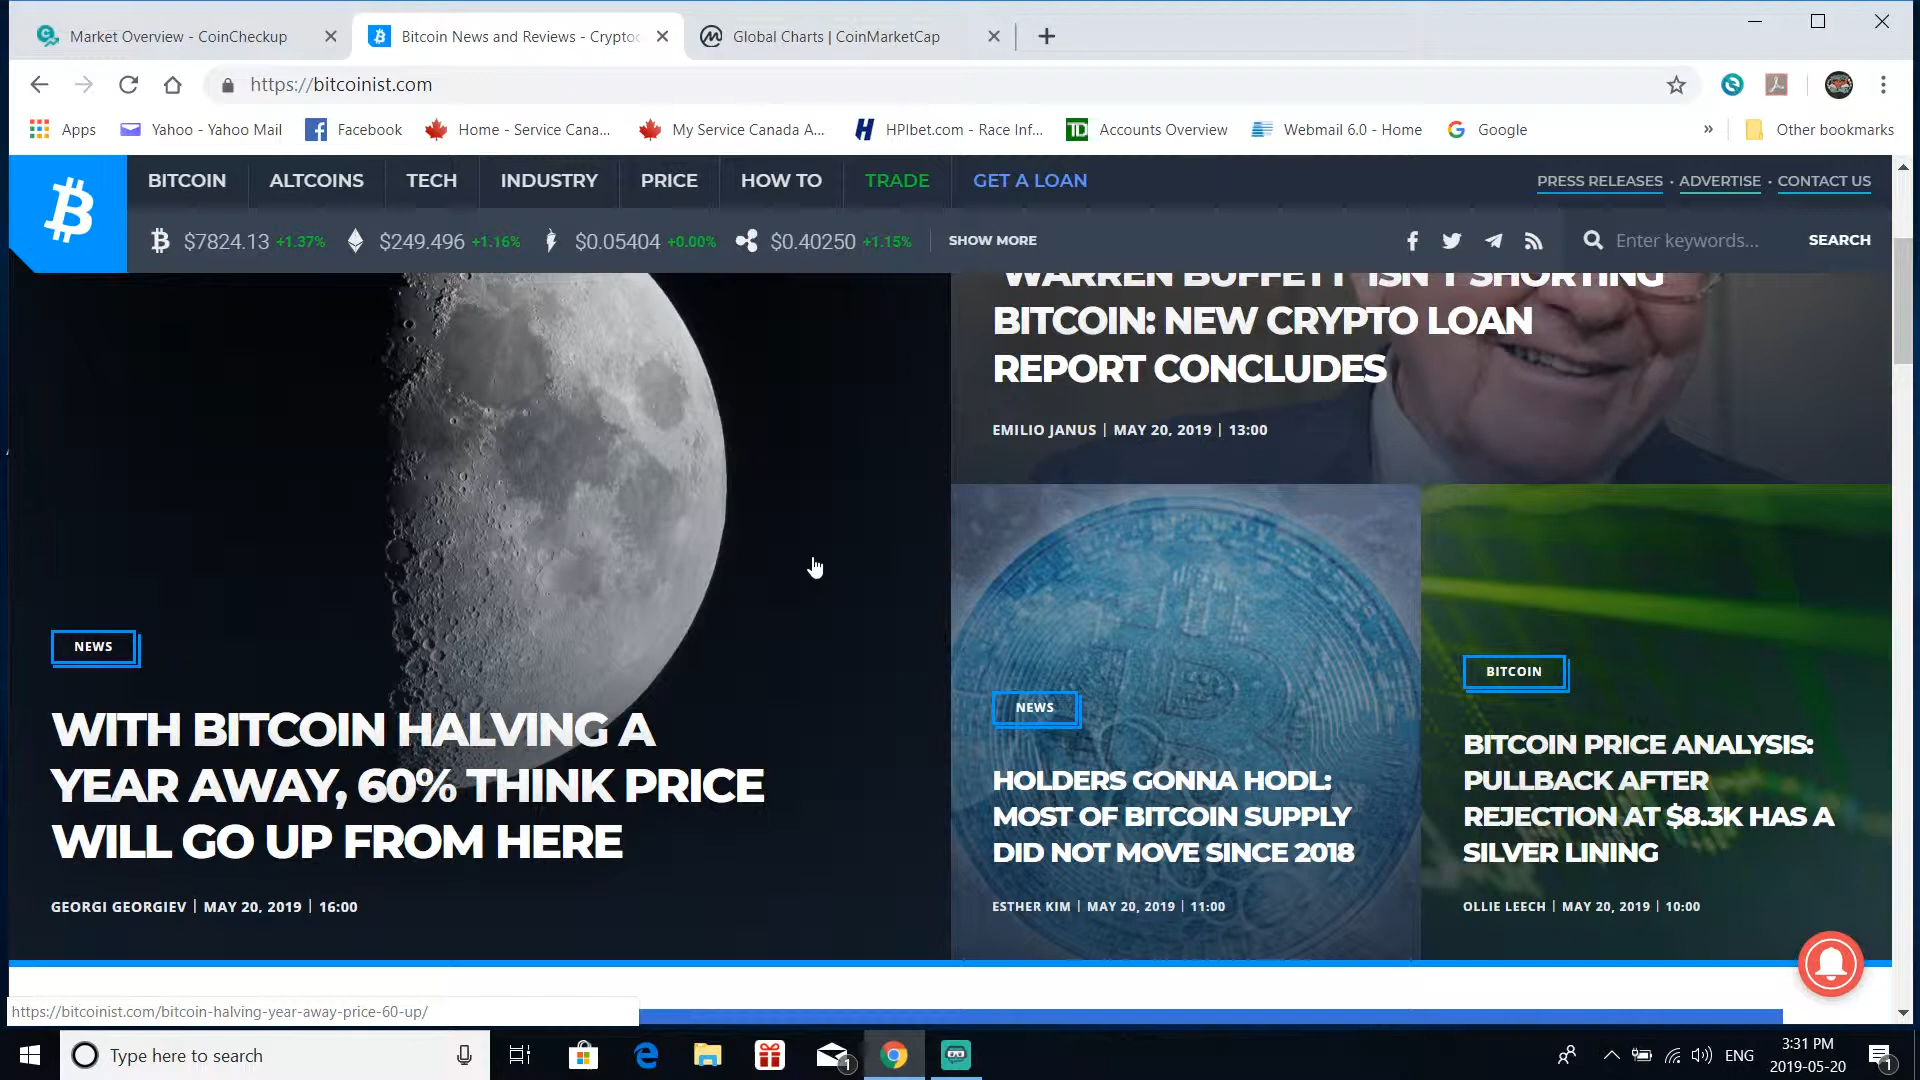 Market Overview - CoinCheckup
Bitcoin News and Reviews - Cryptoc
Global Charts | CoinMarketCap
https://bitcoinist.com
Apps
Yahoo - Yahoo Mail
Facebook
Home - Service Cana...
My Service Canada A...
HPIbet.com - Race Inf...
TD
Accounts Overview
Webmail 6.0 - Home
Google
»
Other bookmarks
BITCOIN
ALTCOINS
TECH
INDUSTRY
PRICE
HOW TO
TRADE
GET A LOAN
PRESS RELEASES · ADVERTISE · CONTACT US
$7824.13 +1.37%
$249.496 +1.16%
$0.05404 +0.00%
$0.40250 +1.15%
SHOW MORE
Enter keywords...
SEARCH
'WARREN BUFFETT' ISN'T SHORTING
BITCOIN: NEW CRYPTO LOAN
REPORT CONCLUDES
EMILIO JANUS | MAY 20, 2019 | 13:00
NEWS
WITH BITCOIN HALVING A
YEAR AWAY, 60% THINK PRICE
WILL GO UP FROM HERE
GEORGI GEORGIEV | MAY 20, 2019 | 16:00
NEWS
HOLDERS GONNA HODL:
MOST OF BITCOIN SUPPLY
DID NOT MOVE SINCE 2018
ESTHER KIM | MAY 20, 2019 | 11:00
BITCOIN
BITCOIN PRICE ANALYSIS:
PULLBACK AFTER
REJECTION AT $8.3K HAS A
SILVER LINING
OLLIE LEECH | MAY 20, 2019 | 10:00
https://bitcoinist.com/bitcoin-halving-year-away-price-60-up/
Type here to search
1
ENG
3:31 PM
2019-05-20
1